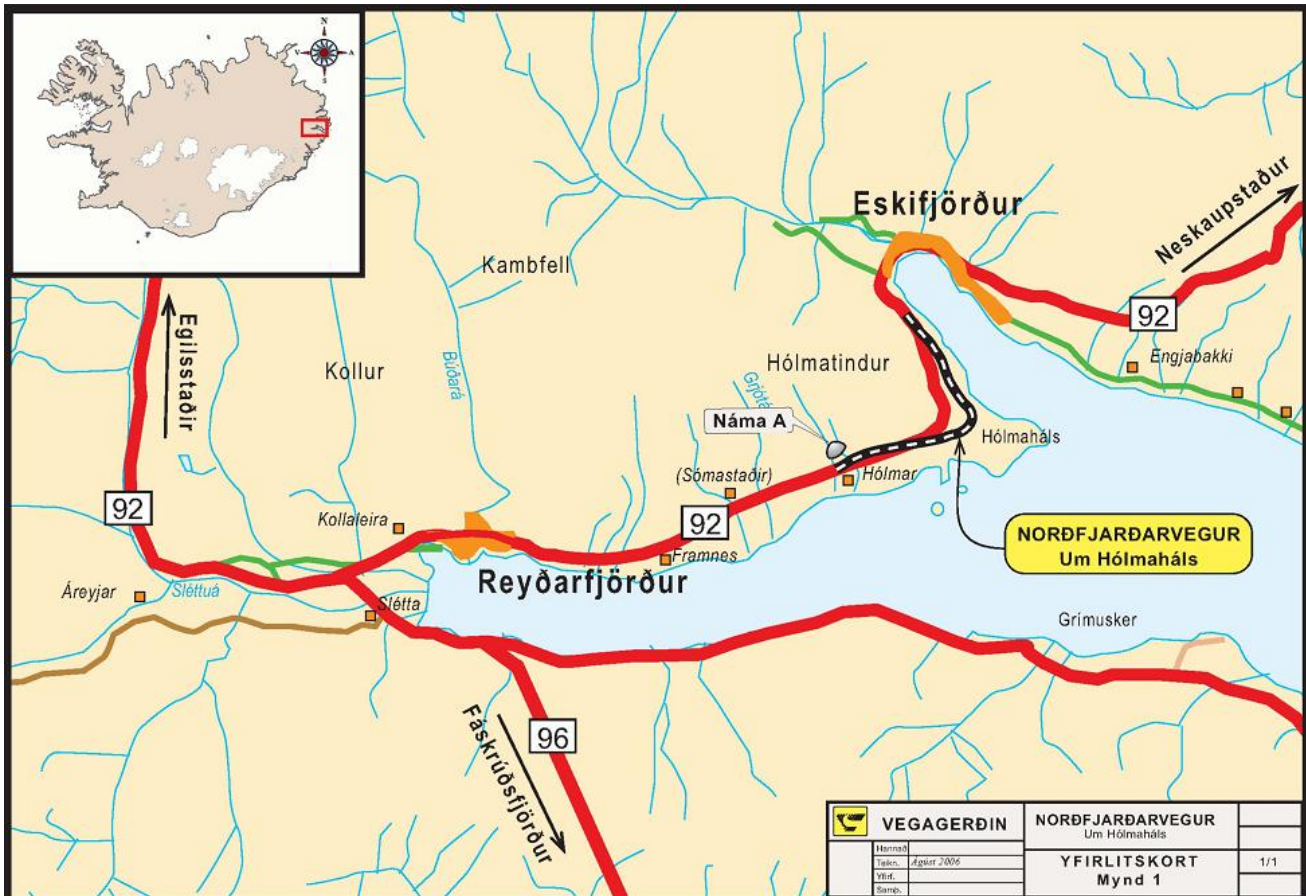 N
V
A
S
Eskifjörður
Neskaupstaður
Kambfell
92
Egilsstaðir
Engjabakki
Kollur
Búðará
Hólmatindur
Náma A
Hólmaháls
(Sómastaðir)
Hólmar
92
92
Kollaleira
NORÐFJARÐARVEGUR
Um Hólmaháls
Framnes
Reyðarfjörður
Áreyjar
Sléttuá
Slétta
Grímusker
Fáskrúðsfjörður
96
VEGAGERÐIN
NORÐFJARÐARVEGUR
Um Hólmaháls
Hannað
Teikn. Ágúst 2006
Yfirf.
Samþ.
YFIRLITSKORT
Mynd 1
1/1